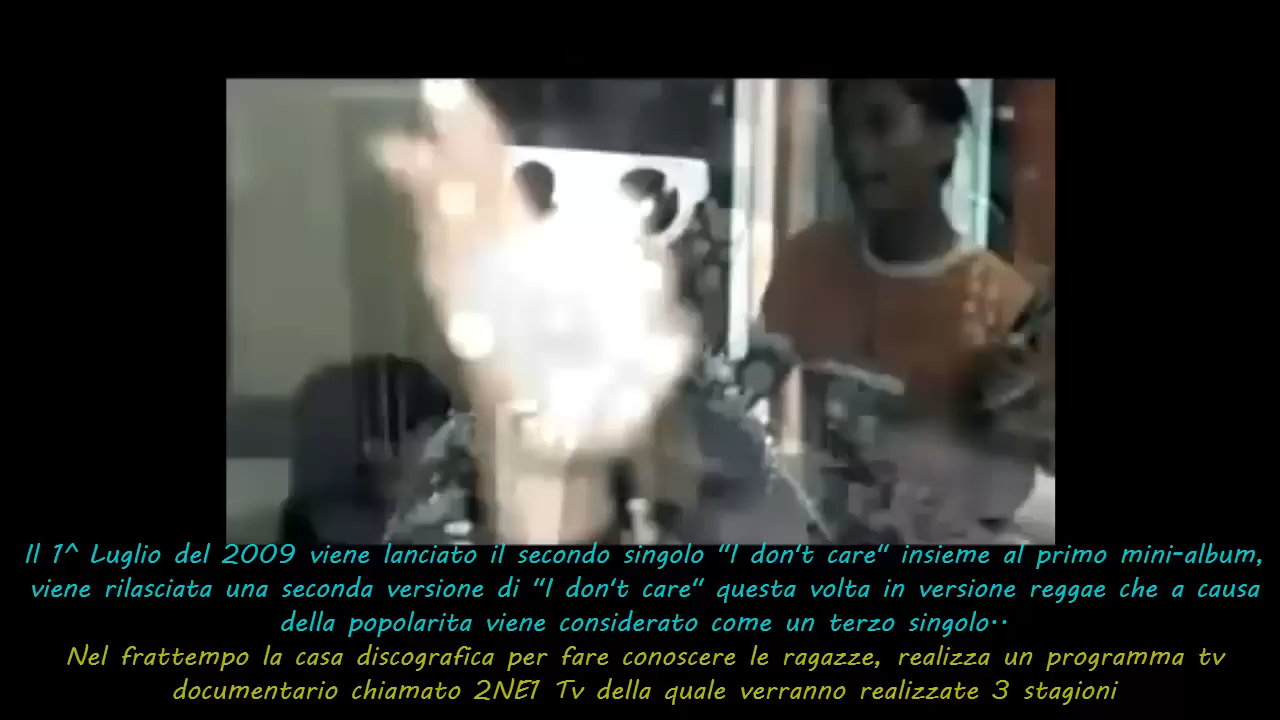 Il 1^ Luglio del 2009 viene lanciato il secondo singolo "I don't care" insieme al primo mini-album,
viene rilasciata una seconda versione di "I don't care" questa volta in versione reggae che a causa
della popolarita viene considerato come un terzo singolo..
Nel frattempo la casa discografica per fare conoscere le ragazze, realizza un programma tv
documentario chiamato 2NE1 Tv della quale verranno realizzate 3 stagioni